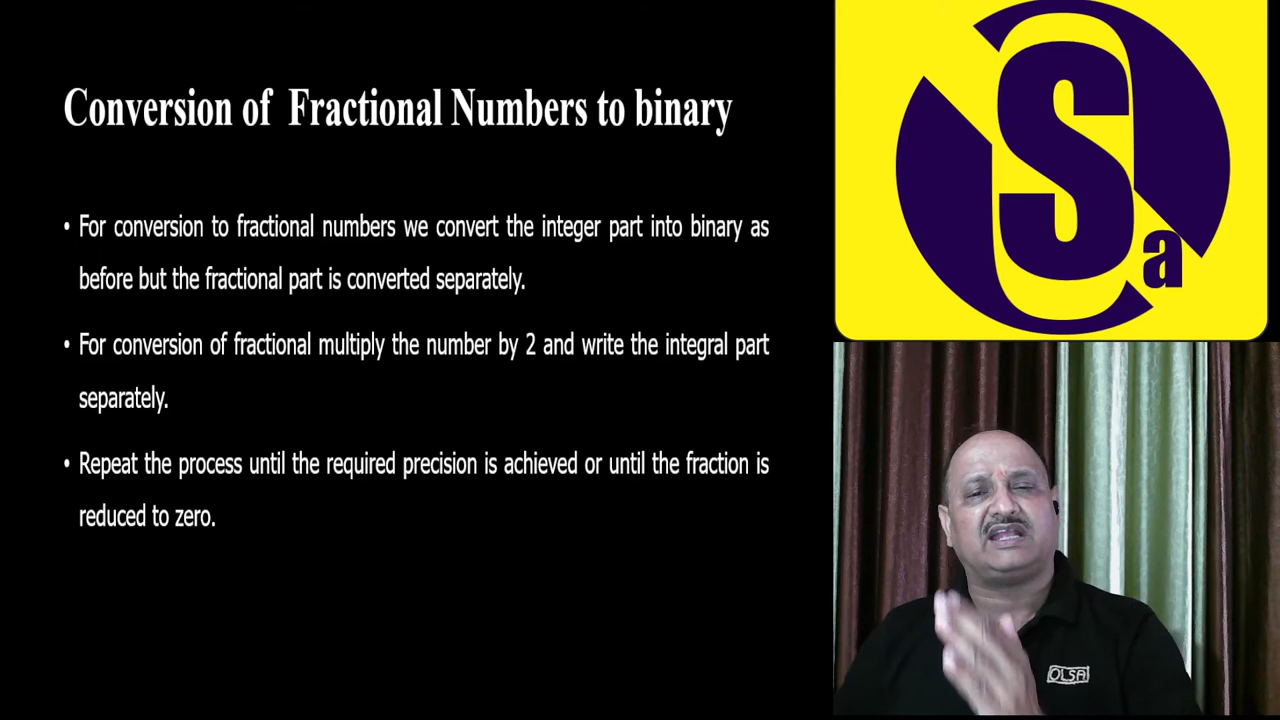 Conversion of Fractional Numbers to binary
• For conversion to fractional numbers we convert the integer part into binary as
before but the fractional part is converted separately.
• For conversion of fractional multiply the number by 2 and write the integral part
separately.
• Repeat the process until the required precision is achieved or until the fraction is
reduced to zero.
S
a
OLSA